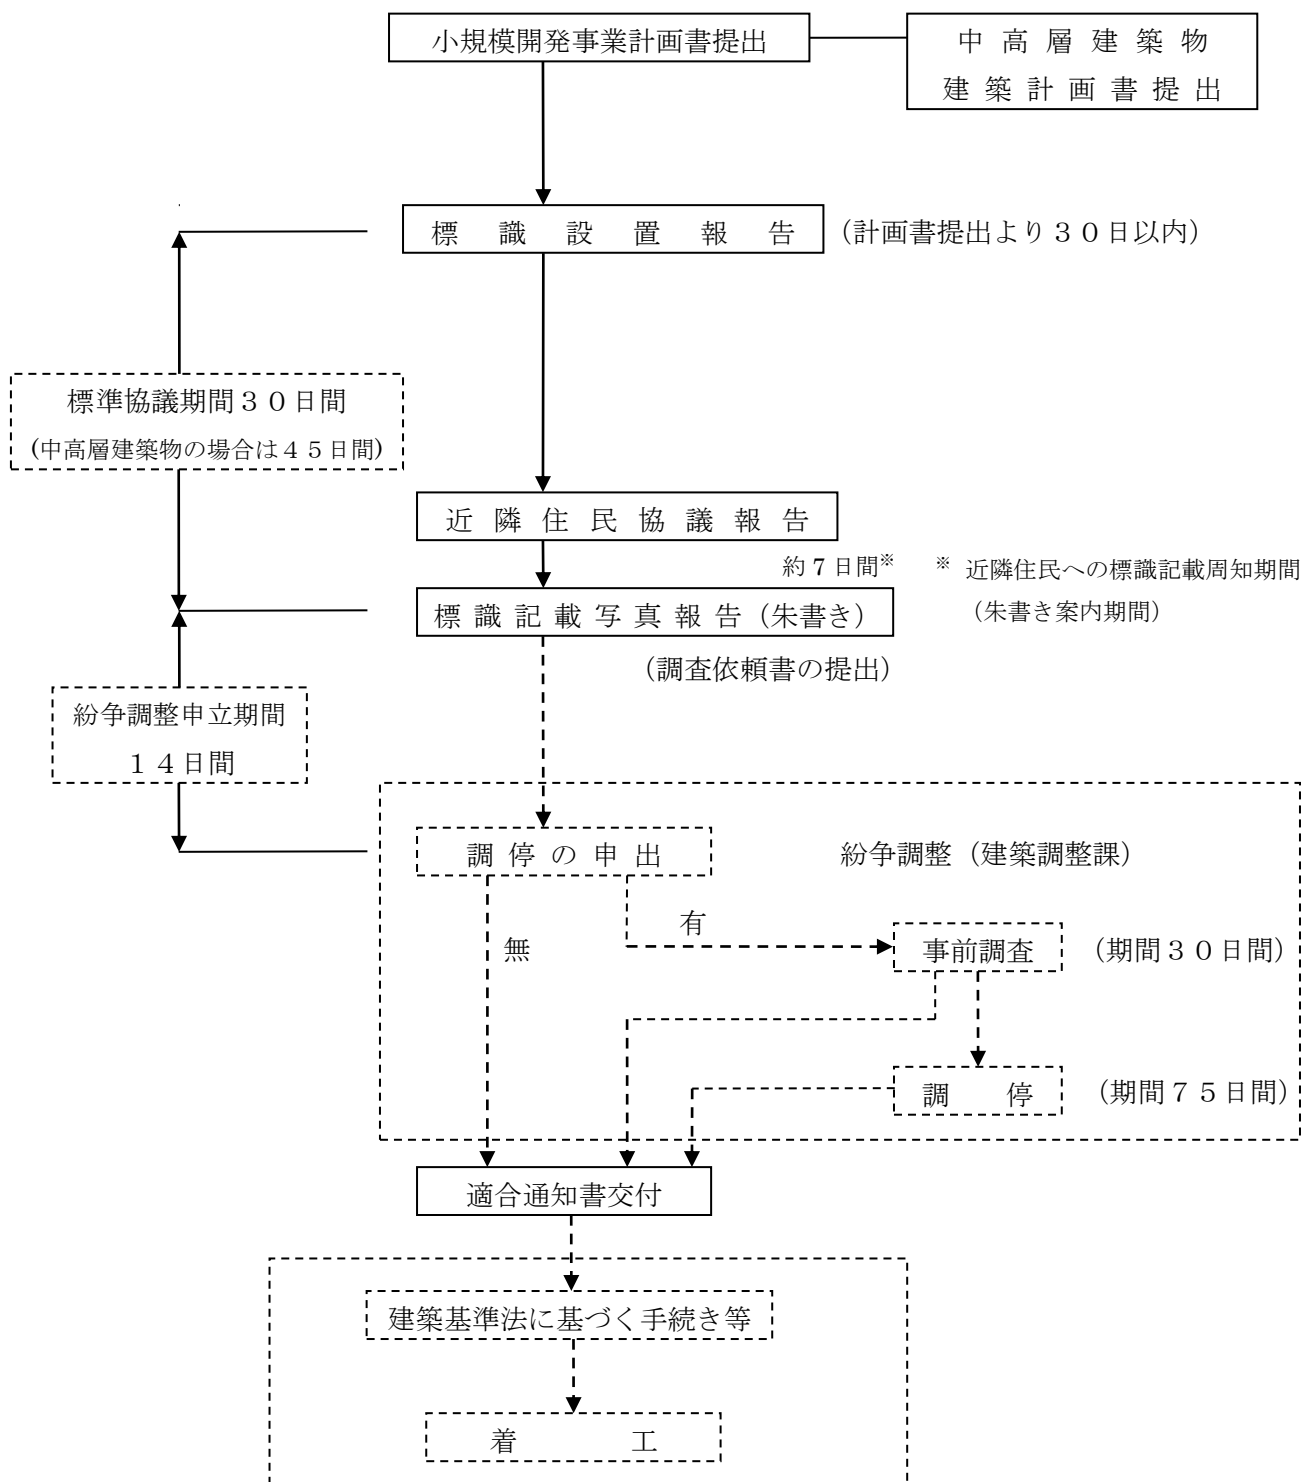 小規模開発事業計画書提出
中高層建築物
建築計画書提出
標識設置報告
（計画書提出より３０日以内）
標準協議期間３０日間
(中高層建築物の場合は４５日間)
近隣住民協議報告
約7日間※
※ 近隣住民への標識記載周知期間
（朱書き案内期間）
標識記載写真報告（朱書き）
（調査依頼書の提出）
紛争調整申立期間
１４日間
調停の申出
紛争調整（建築調整課）
有
無
事前調査
（期間３０日間）
調　停
（期間７５日間）
適合通知書交付
建築基準法に基づく手続き等
着　工